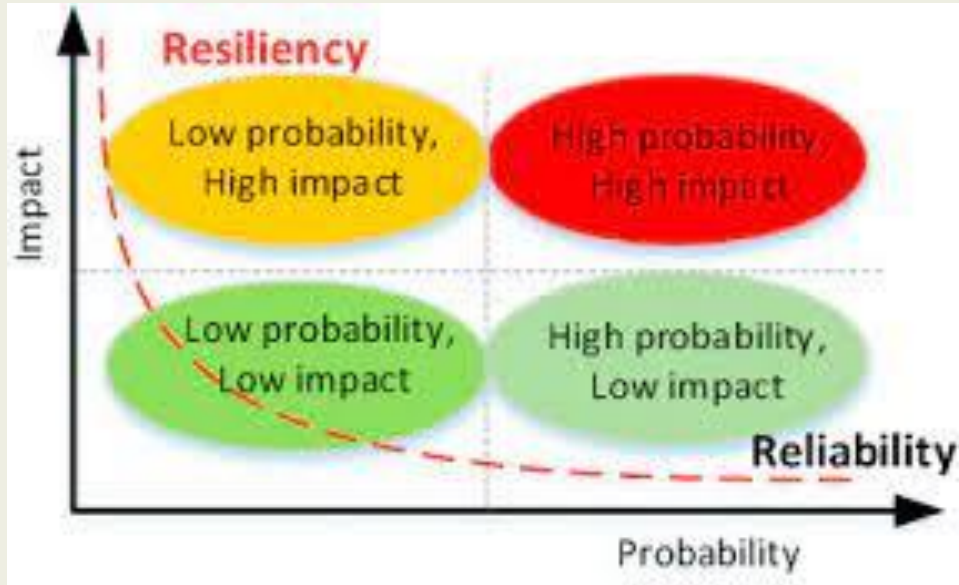 Resiliency
Low probability,
High impact
High probability,
High impact
Impact
Low probability,
Low impact
High probability,
Low impact
Reliability
Probability